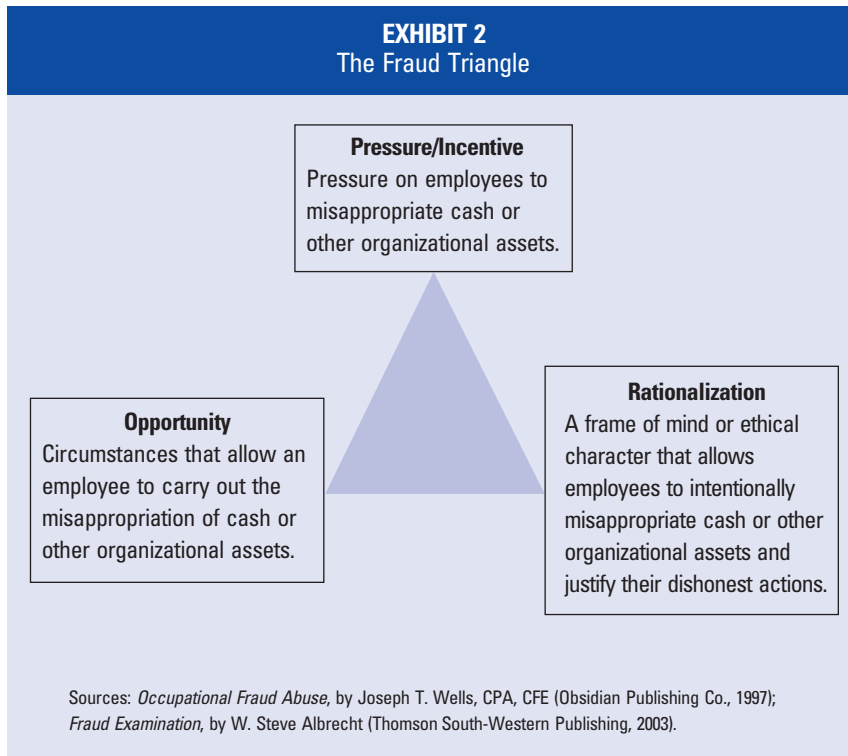 EXHIBIT 2
The Fraud Triangle
Pressure/Incentive
Pressure on employees to
misappropriate cash or
other organizational assets.
Opportunity
Circumstances that allow an
employee to carry out the
misappropriation of cash or
other organizational assets.
Rationalization
A frame of mind or ethical
character that allows
employees to intentionally
misappropriate cash or other
organizational assets and
justify their dishonest actions.
Sources: Occupational Fraud Abuse, by Joseph T. Wells, CPA, CFE (Obsidian Publishing Co., 1997);
Fraud Examination, by W. Steve Albrecht (Thomson South-Western Publishing, 2003).